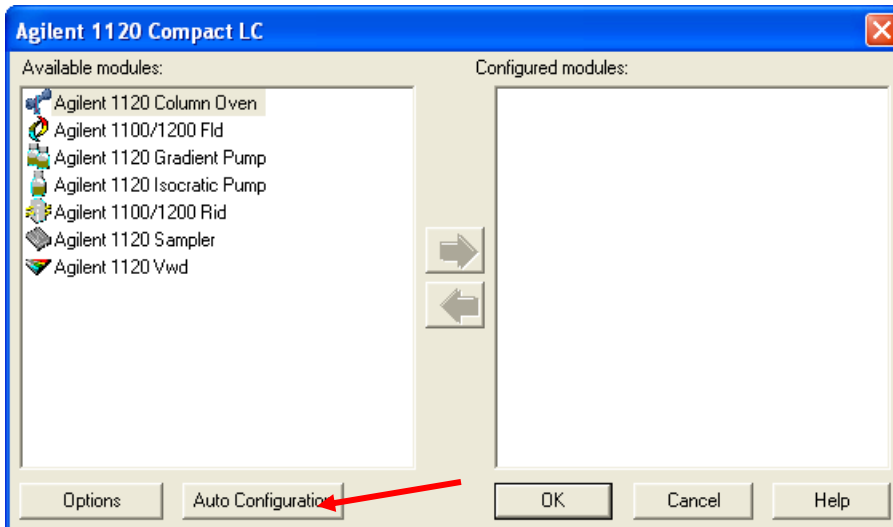 Agilent 1120 Compact LC
Available modules:
Configured modules:
Agilent 1120 Column Oven
Agilent 1100/1200 Fld
Agilent 1120 Gradient Pump
Agilent 1120 Isocratic Pump
Agilent 1100/1200 Rid
Agilent 1120 Sampler
Agilent 1120 Vwd
Options
Auto Configuration
OK
Cancel
Help